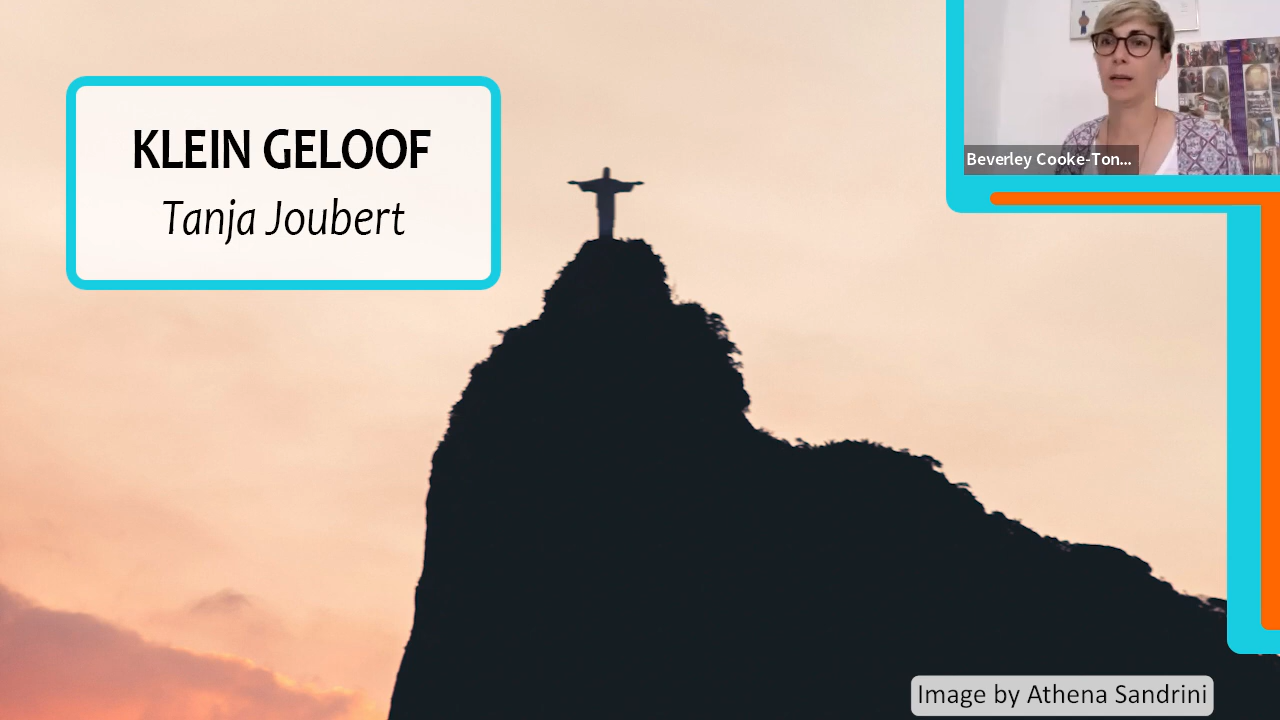 KLEIN GELOOF
Tanja Joubert
Beverley Cooke-Ton...
Image by Athena Sandrini